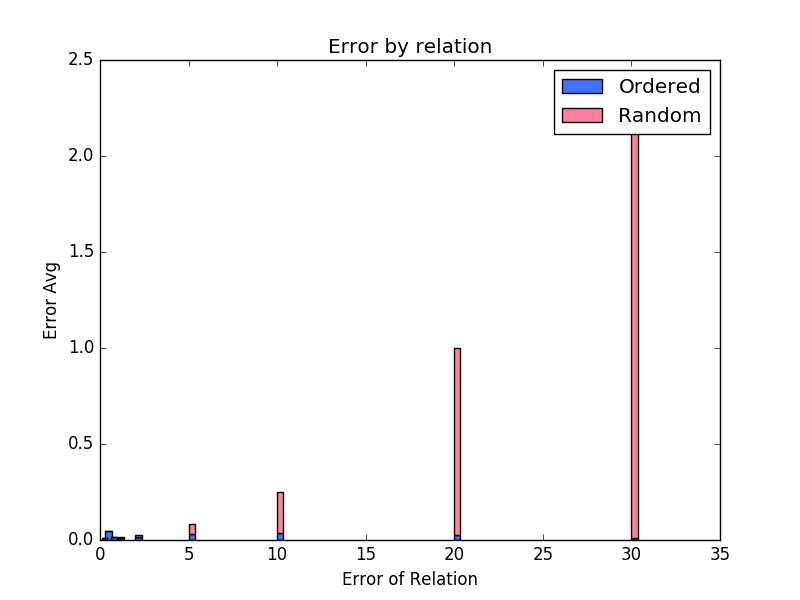 Error by relation
Ordered
Random
2.5
2.0
1.5
1.0
0.5
0.0
Error Avg
0 5 10 15 20 25 30 35
Error of Relation